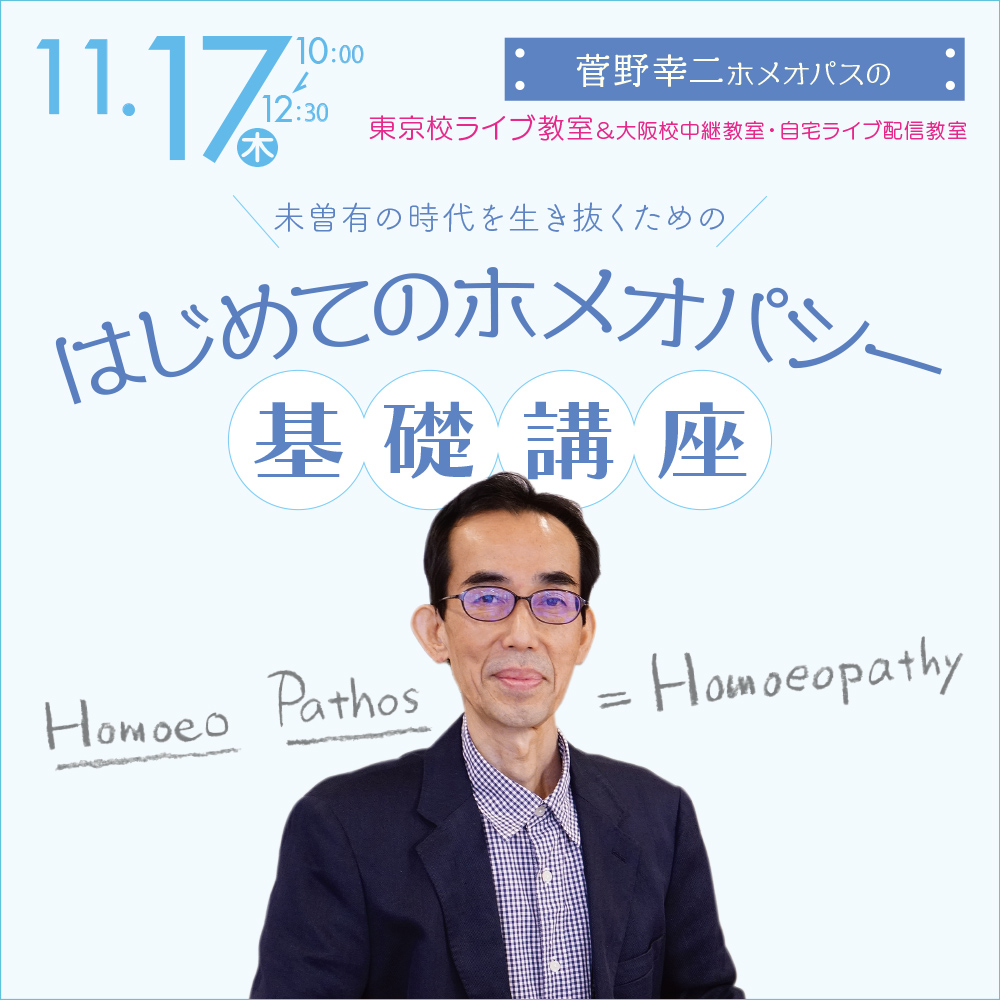 11.17木
10:00
12:30
菅野幸二ホメオパスの
東京校ライブ教室&大阪校中継教室・自宅ライブ配信教室
未曽有の時代を生き抜くための
はじめてのホメオパシー
基礎講座
Homoeo Pathos = Homoeopathy